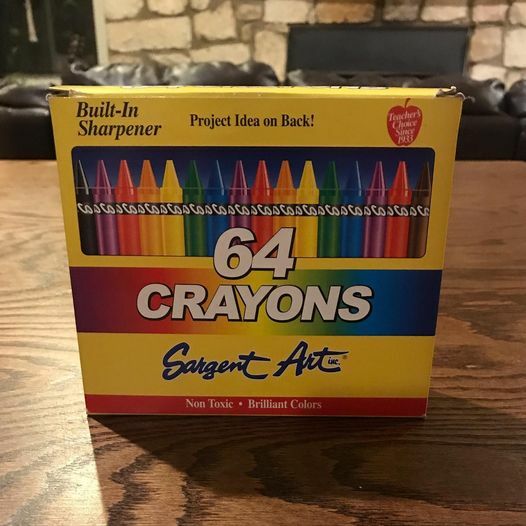 Built-In
Sharpener
Project Idea on Back!
Teacher's
Choice
Since
1933
64
CRAYONS
Sargent Art inc.®
Non Toxic • Brilliant Colors